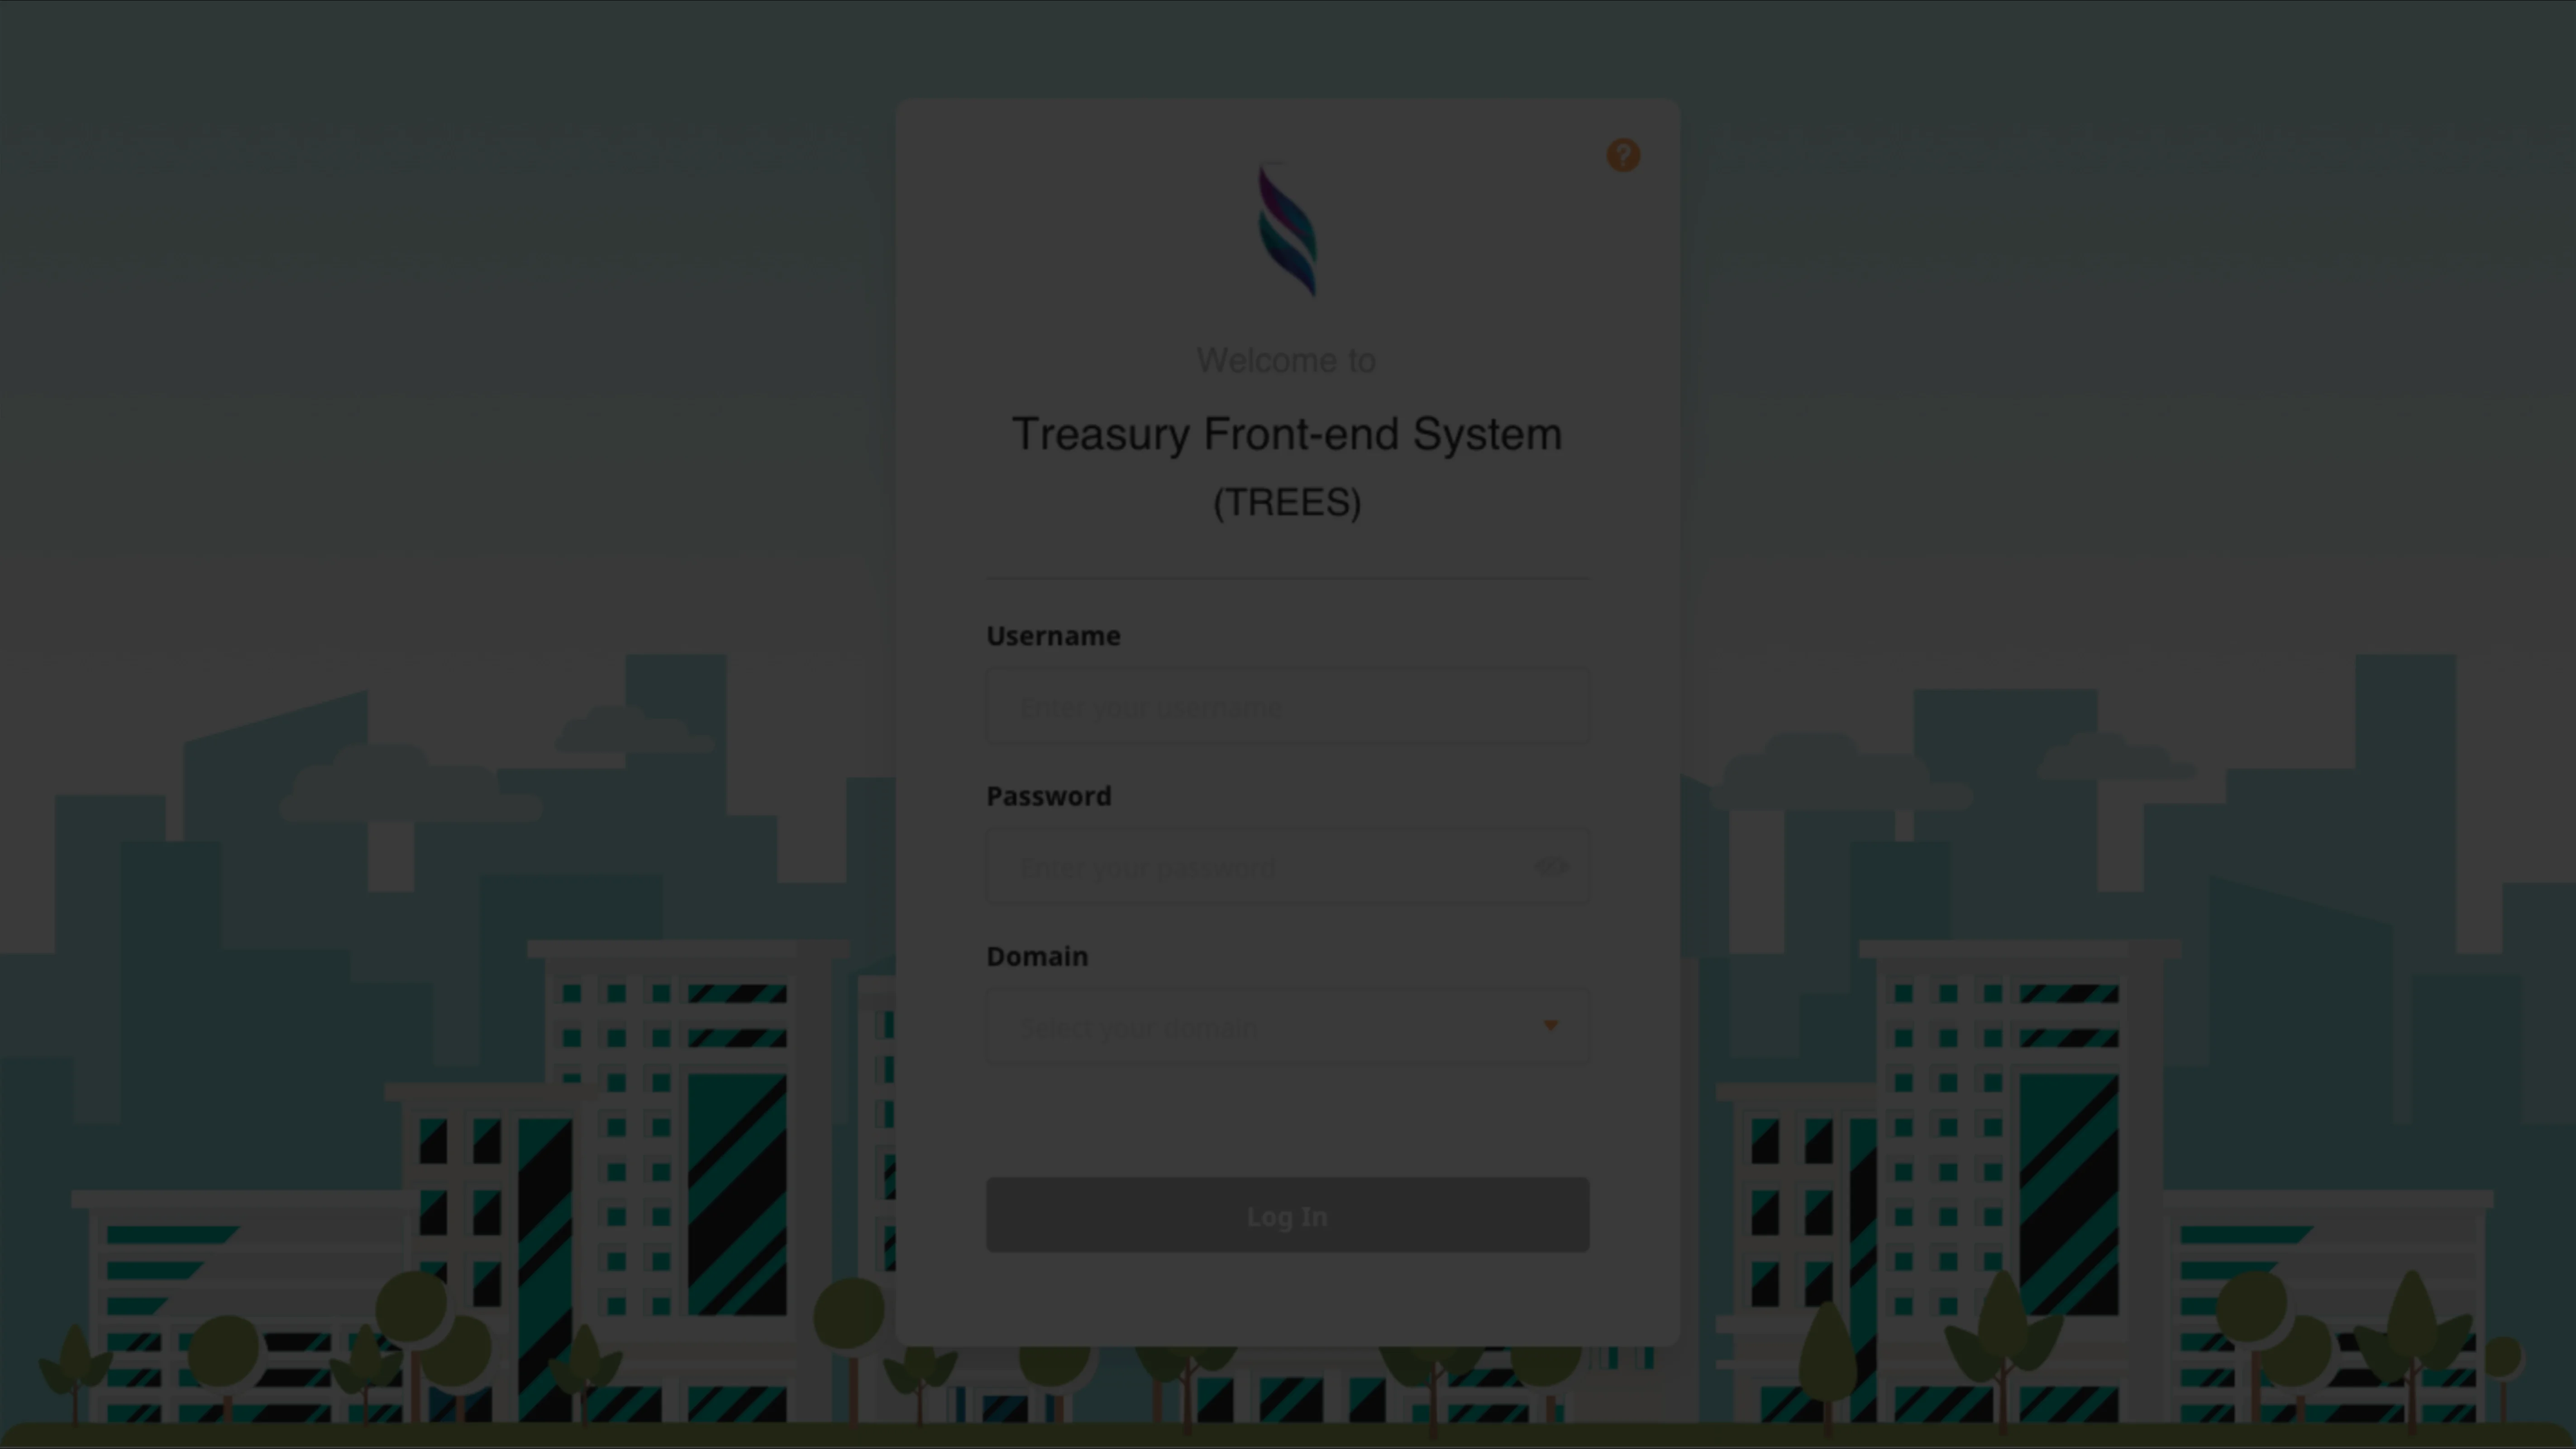 ?
Welcome to
Treasury Front-end System
(TREES)
Username
Enter your username
Password
Enter your password
Domain
Select your domain
Log In